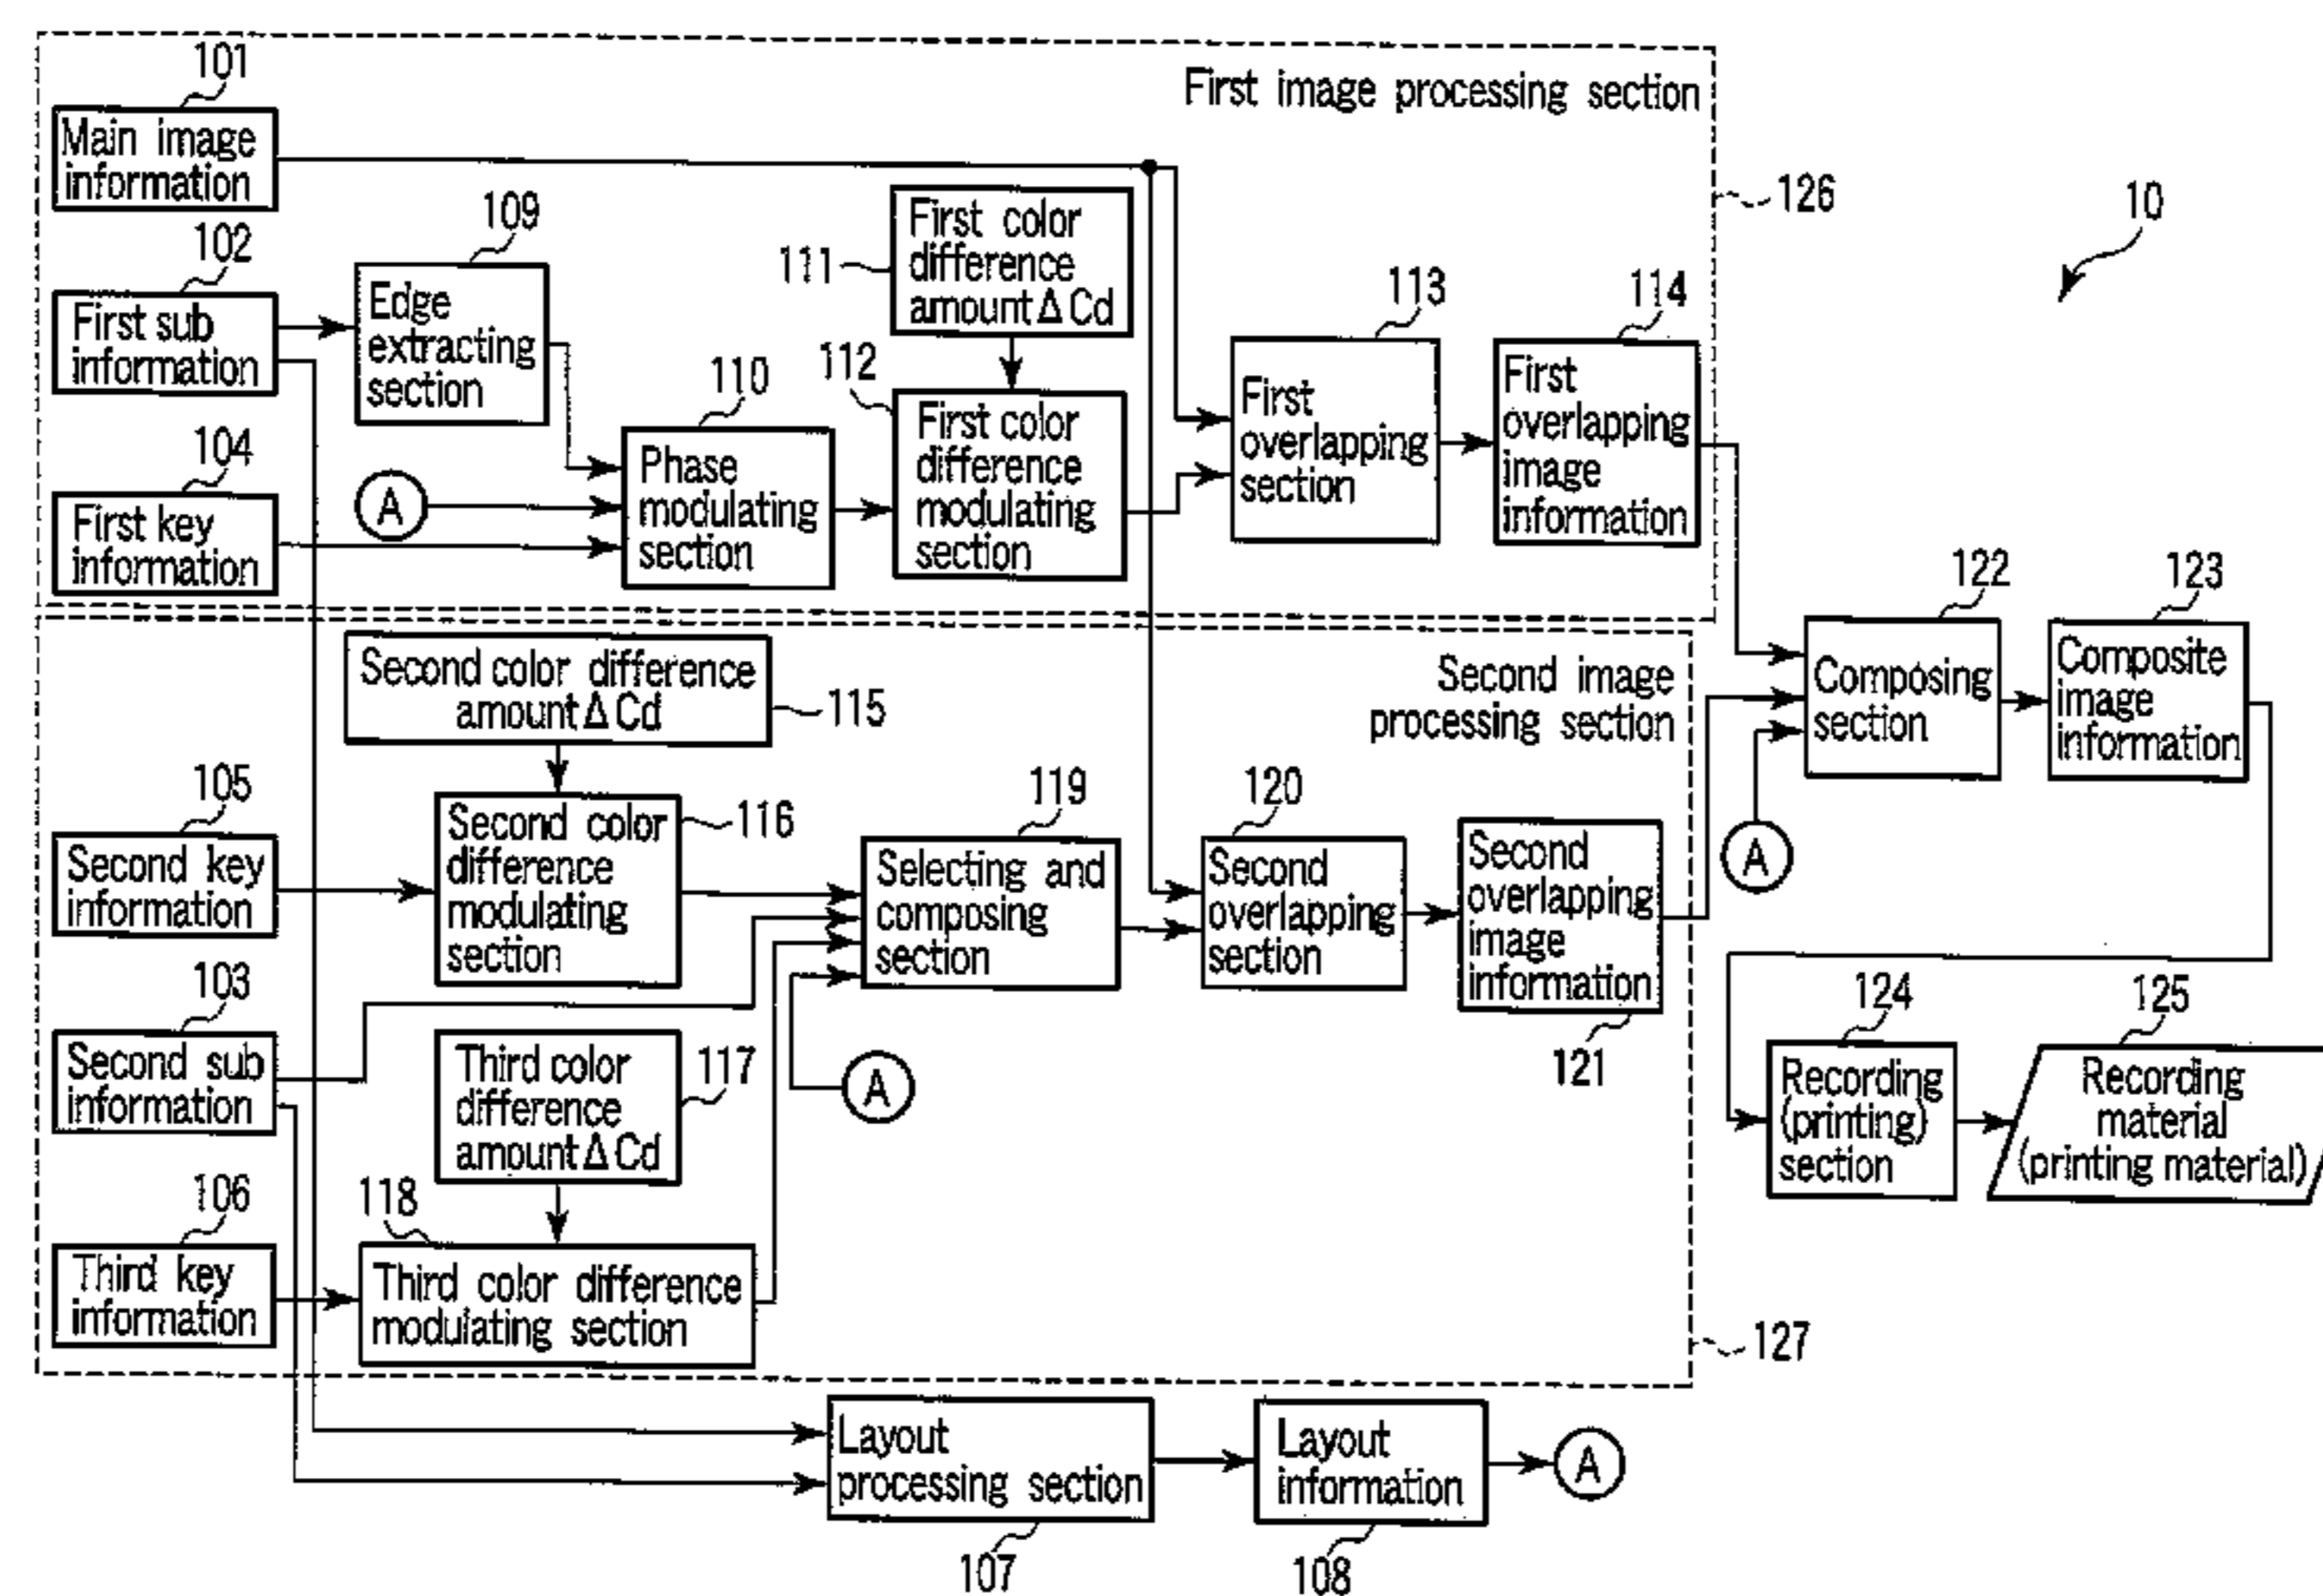 101
First image processing section
Main image
information
126
10
102
109
111
First color
difference
amount Δ Cd
113
114
First sub
information
Edge
extracting
section
110
112
104
First key
information
A
Phase
modulating
section
First color
difference
modulating
section
First
overlapping
section
First
overlapping
image
information
122
123
Composing
section
Composite
image
information
A
Second color difference
amount Δ Cd
115
Second image
processing section
105
Second key
information
Second color
difference
modulating
section
116
119
Selecting and
composing
section
120
Second
overlapping
section
Second
overlapping
image
information
121
103
Second sub
information
Third color
difference
amount Δ Cd
117
A
124
Recording
(printing)
section
125
Recording
material
(printing material)
106
Third key
information
118
Third color difference
modulating section
127
Layout
processing section
107
Layout
information
108
A